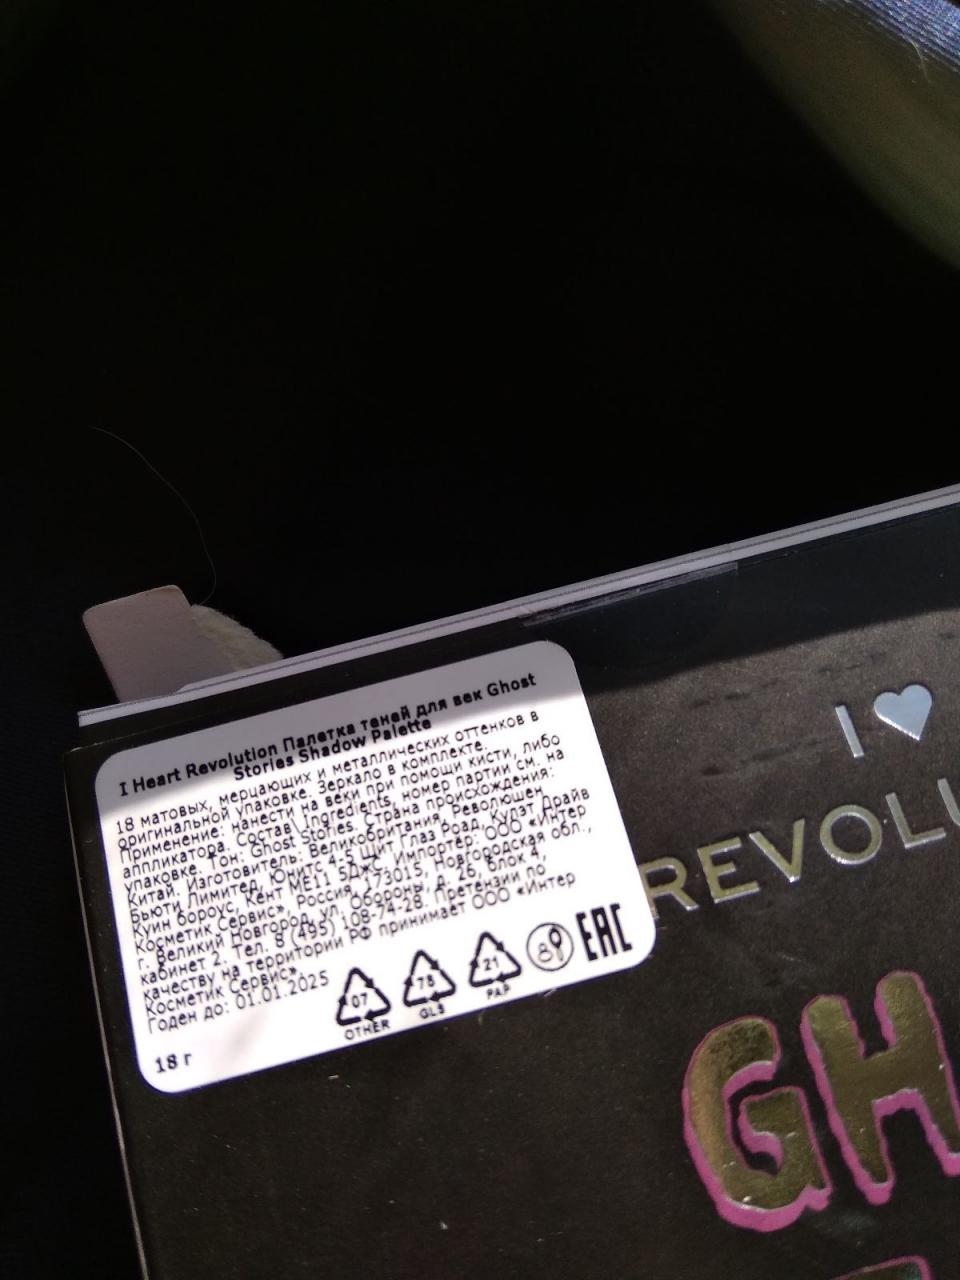 I Heart Revolution Палетка теней для век Ghost
Stories Shadow Palette
18 матовых, мерцающих и металлических оттенков в
оригинальной упаковке. Зеркало в комплекте.
Применение: нанести на веки при помощи кисти, либо
аппликатора. Состав\ Ingredients, номер партии см. на
упаковке. Тон: Ghost Stories. Страна происхождения:
Китай. Изготовитель: Великобритания, Революшен
Бьюти Лимитед, Юнитс 4-5 Щит Глаз Роад, Кулэт Драйв
Куин бороус, Кент ME11 5ДЖС, Импортер: ООО «Интер
Косметик Сервис», Россия, 173015, Новгородская обл.,
г. Великий Новгород, ул. Обороны, д. 26, блок 4,
кабинет 2. Тел. 8 (495) 108-74-28. Претензии по
качеству на территории РФ принимает ООО «Интер
Косметик Сервис».
Годен до: 01.01.2025
07
OTHER
78
GLS
21
PAP
EAC
18 г
I
REVOLU
GH